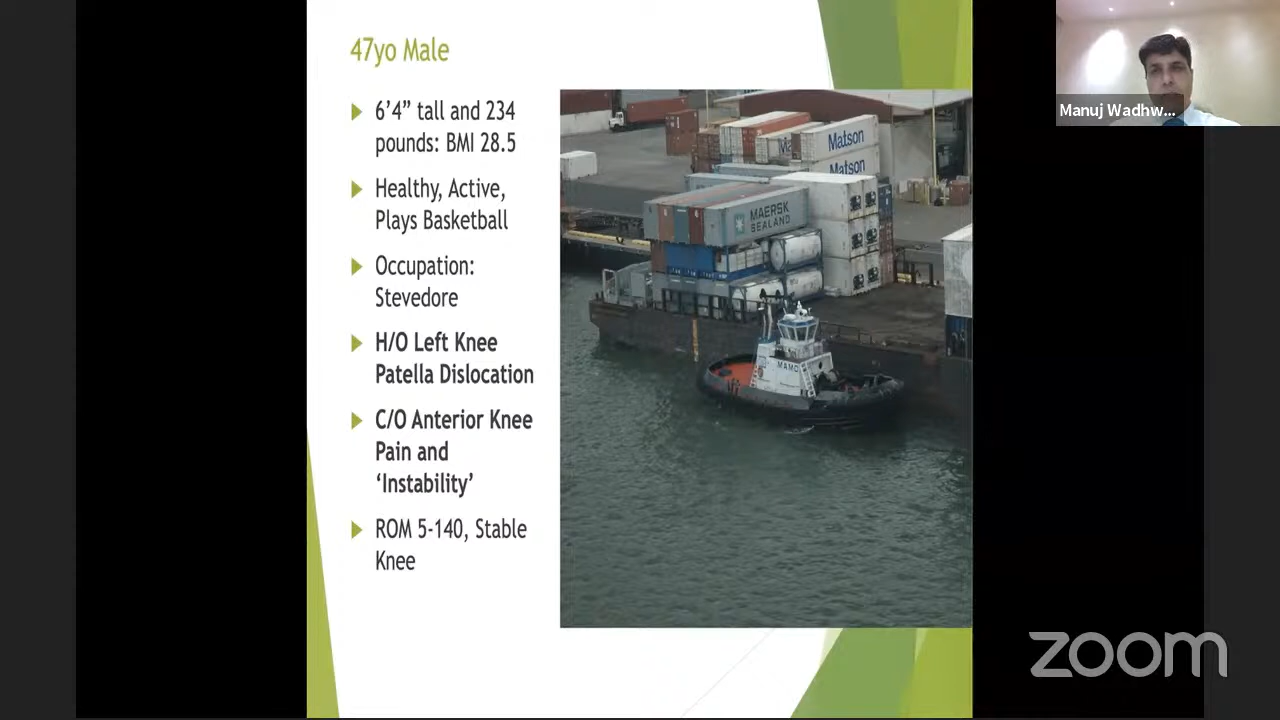 47yo Male
6’4” tall and 234
pounds: BMI 28.5
Healthy, Active,
Plays Basketball
Occupation:
Stevedore
H/O Left Knee
Patella Dislocation
C/O Anterior Knee
Pain and
‘Instability’
ROM 5-140, Stable
Knee
Matson
Matson
MAERSK
SEALAND
Manuj Wadhw...
zoom